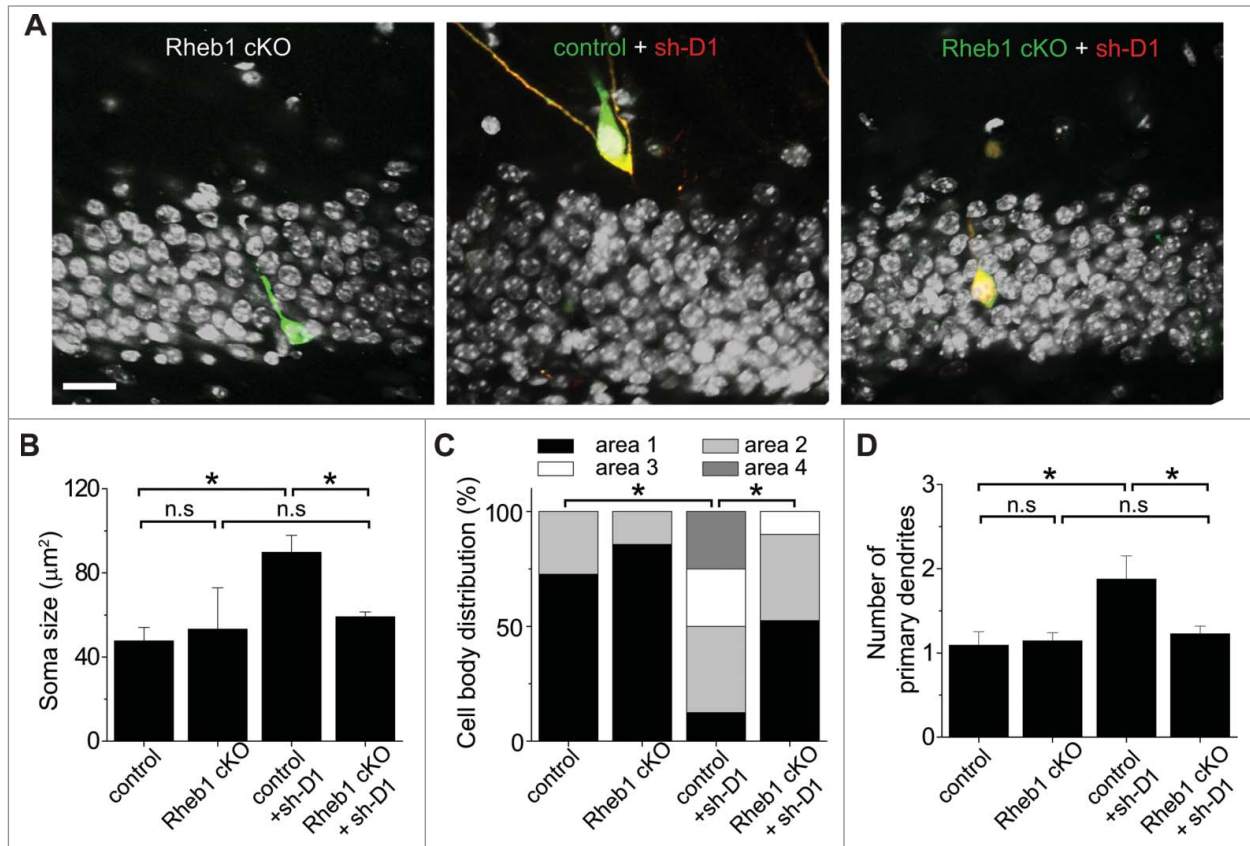 A
Rheb1 cKO
control + sh-D1
Rheb1 cKO + sh-D1
B
Soma size (μm²)
120
80
40
0
*
*
n.s
n.s
control
Rheb1 cKO
control
+sh-D1
Rheb1 cKO
+ sh-D1
C
area 1
area 2
area 3
area 4
Cell body distribution (%)
100
50
0
*
*
control
Rheb1 cKO
control
+sh-D1
Rheb1 cKO
+ sh-D1
D
Number of
primary dendrites
3
2
1
0
*
*
n.s
n.s
control
Rheb1 cKO
control
+sh-D1
Rheb1 cKO
+ sh-D1